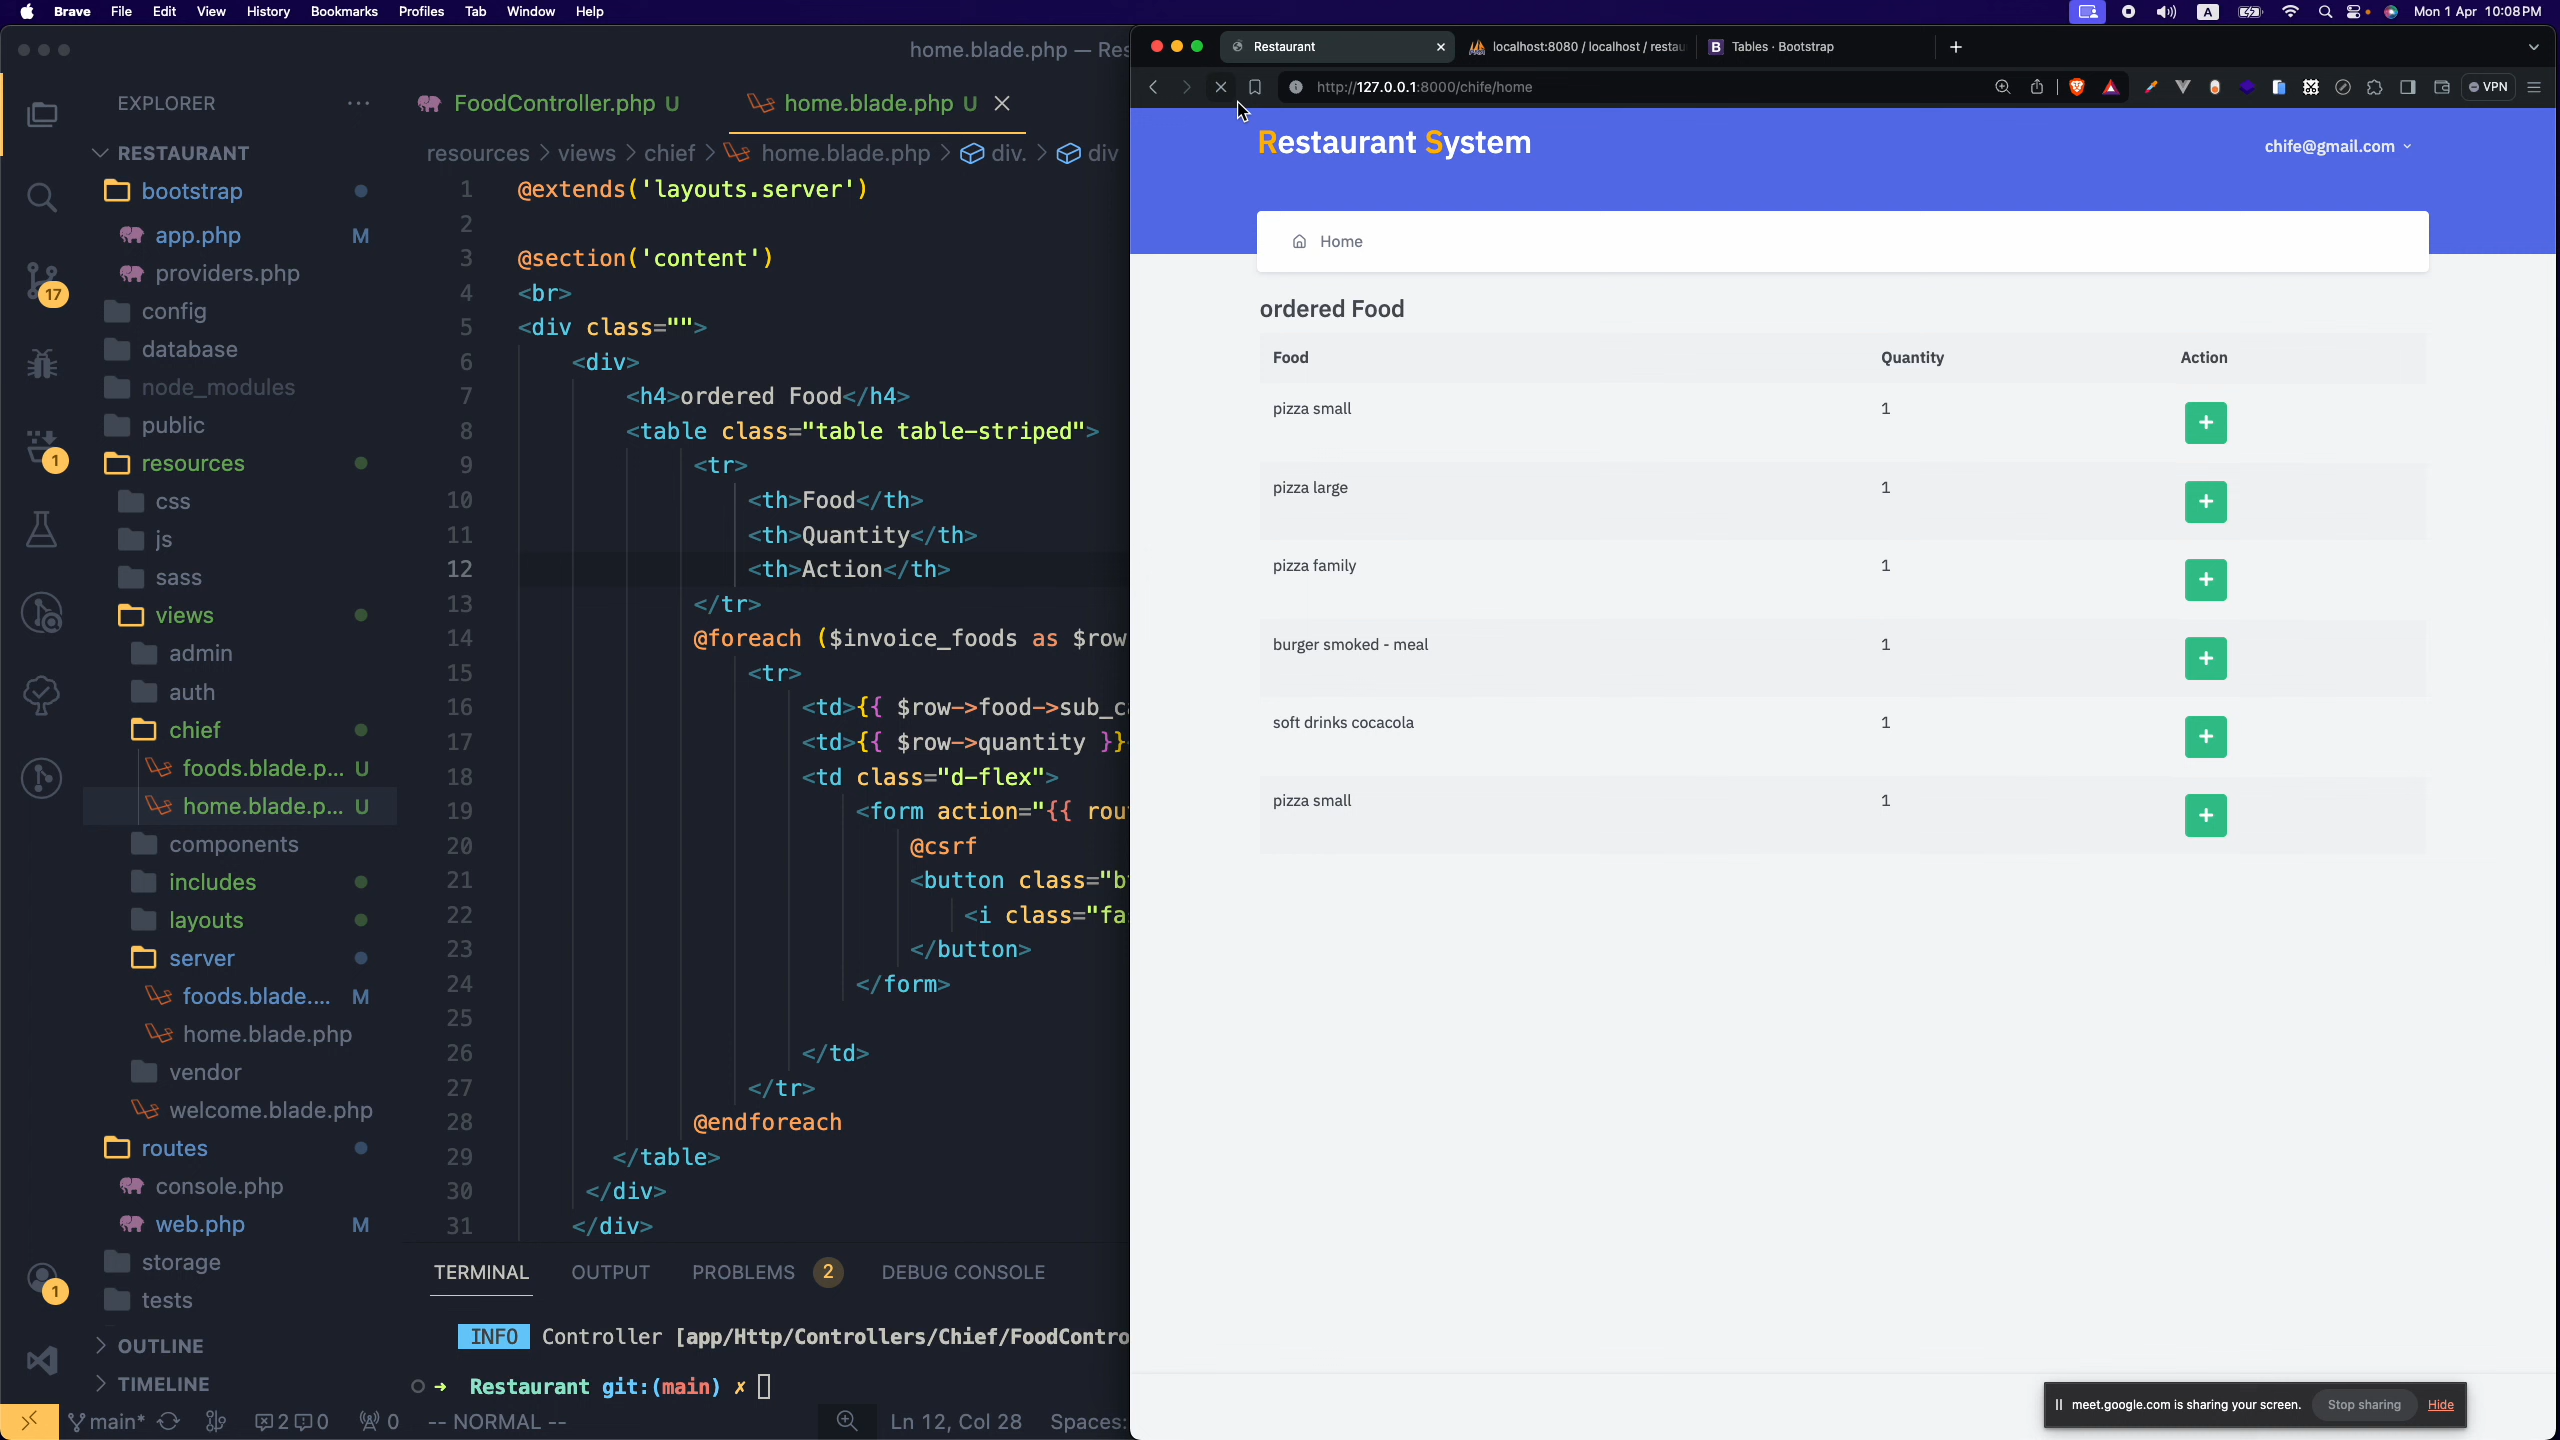 Brave File Edit View History Bookmarks Profiles Tab Window Help
A
Mon 1 Apr 10:08 PM
home.blade.php — Res
EXPLORER
RESTAURANT
bootstrap
app.php M
providers.php
config
database
node_modules
public
resources
css
js
sass
views
admin
auth
chief
foods.blade.p... U
home.blade.p... U
components
includes
layouts
server
foods.blade.... M
home.blade.php
vendor
welcome.blade.php
routes
console.php
web.php M
storage
tests
OUTLINE
TIMELINE
17
1
1
FoodController.php U
home.blade.php U
resources > views > chief > home.blade.php > div. > div
1 @extends('layouts.server')
2
3 @section('content')
4 <br>
5 <div class="">
6 <div>
7 <h4>ordered Food</h4>
8 <table class="table table-striped">
9 <tr>
10 <th>Food</th>
11 <th>Quantity</th>
12 <th>Action</th>
13 </tr>
14 @foreach ($invoice_foods as $row
15 <tr>
16 <td>{{ $row->food->sub_c
17 <td>{{ $row->quantity }}
18 <td class="d-flex">
19 <form action="{{ rou
20 @csrf
21 <button class="b
22 <i class="fa
23 </button>
24 </form>
25
26 </td>
27 </tr>
28 @endforeach
29 </table>
30 </div>
31 </div>
TERMINAL OUTPUT PROBLEMS 2 DEBUG CONSOLE
INFO Controller [app/Http/Controllers/Chief/FoodContro
➜ Restaurant git:(main) ✗
main* 2 0 0 -- NORMAL -- Ln 12, Col 28 Spaces:
Restaurant
localhost:8080 / localhost / restau
B Tables · Bootstrap
http://127.0.0.1:8000/chife/home
VPN
Restaurant System
chife@gmail.com
Home
ordered Food
Food Quantity Action
pizza small 1 +
pizza large 1 +
pizza family 1 +
burger smoked - meal 1 +
soft drinks cocacola 1 +
pizza small 1 +
meet.google.com is sharing your screen. Stop sharing Hide